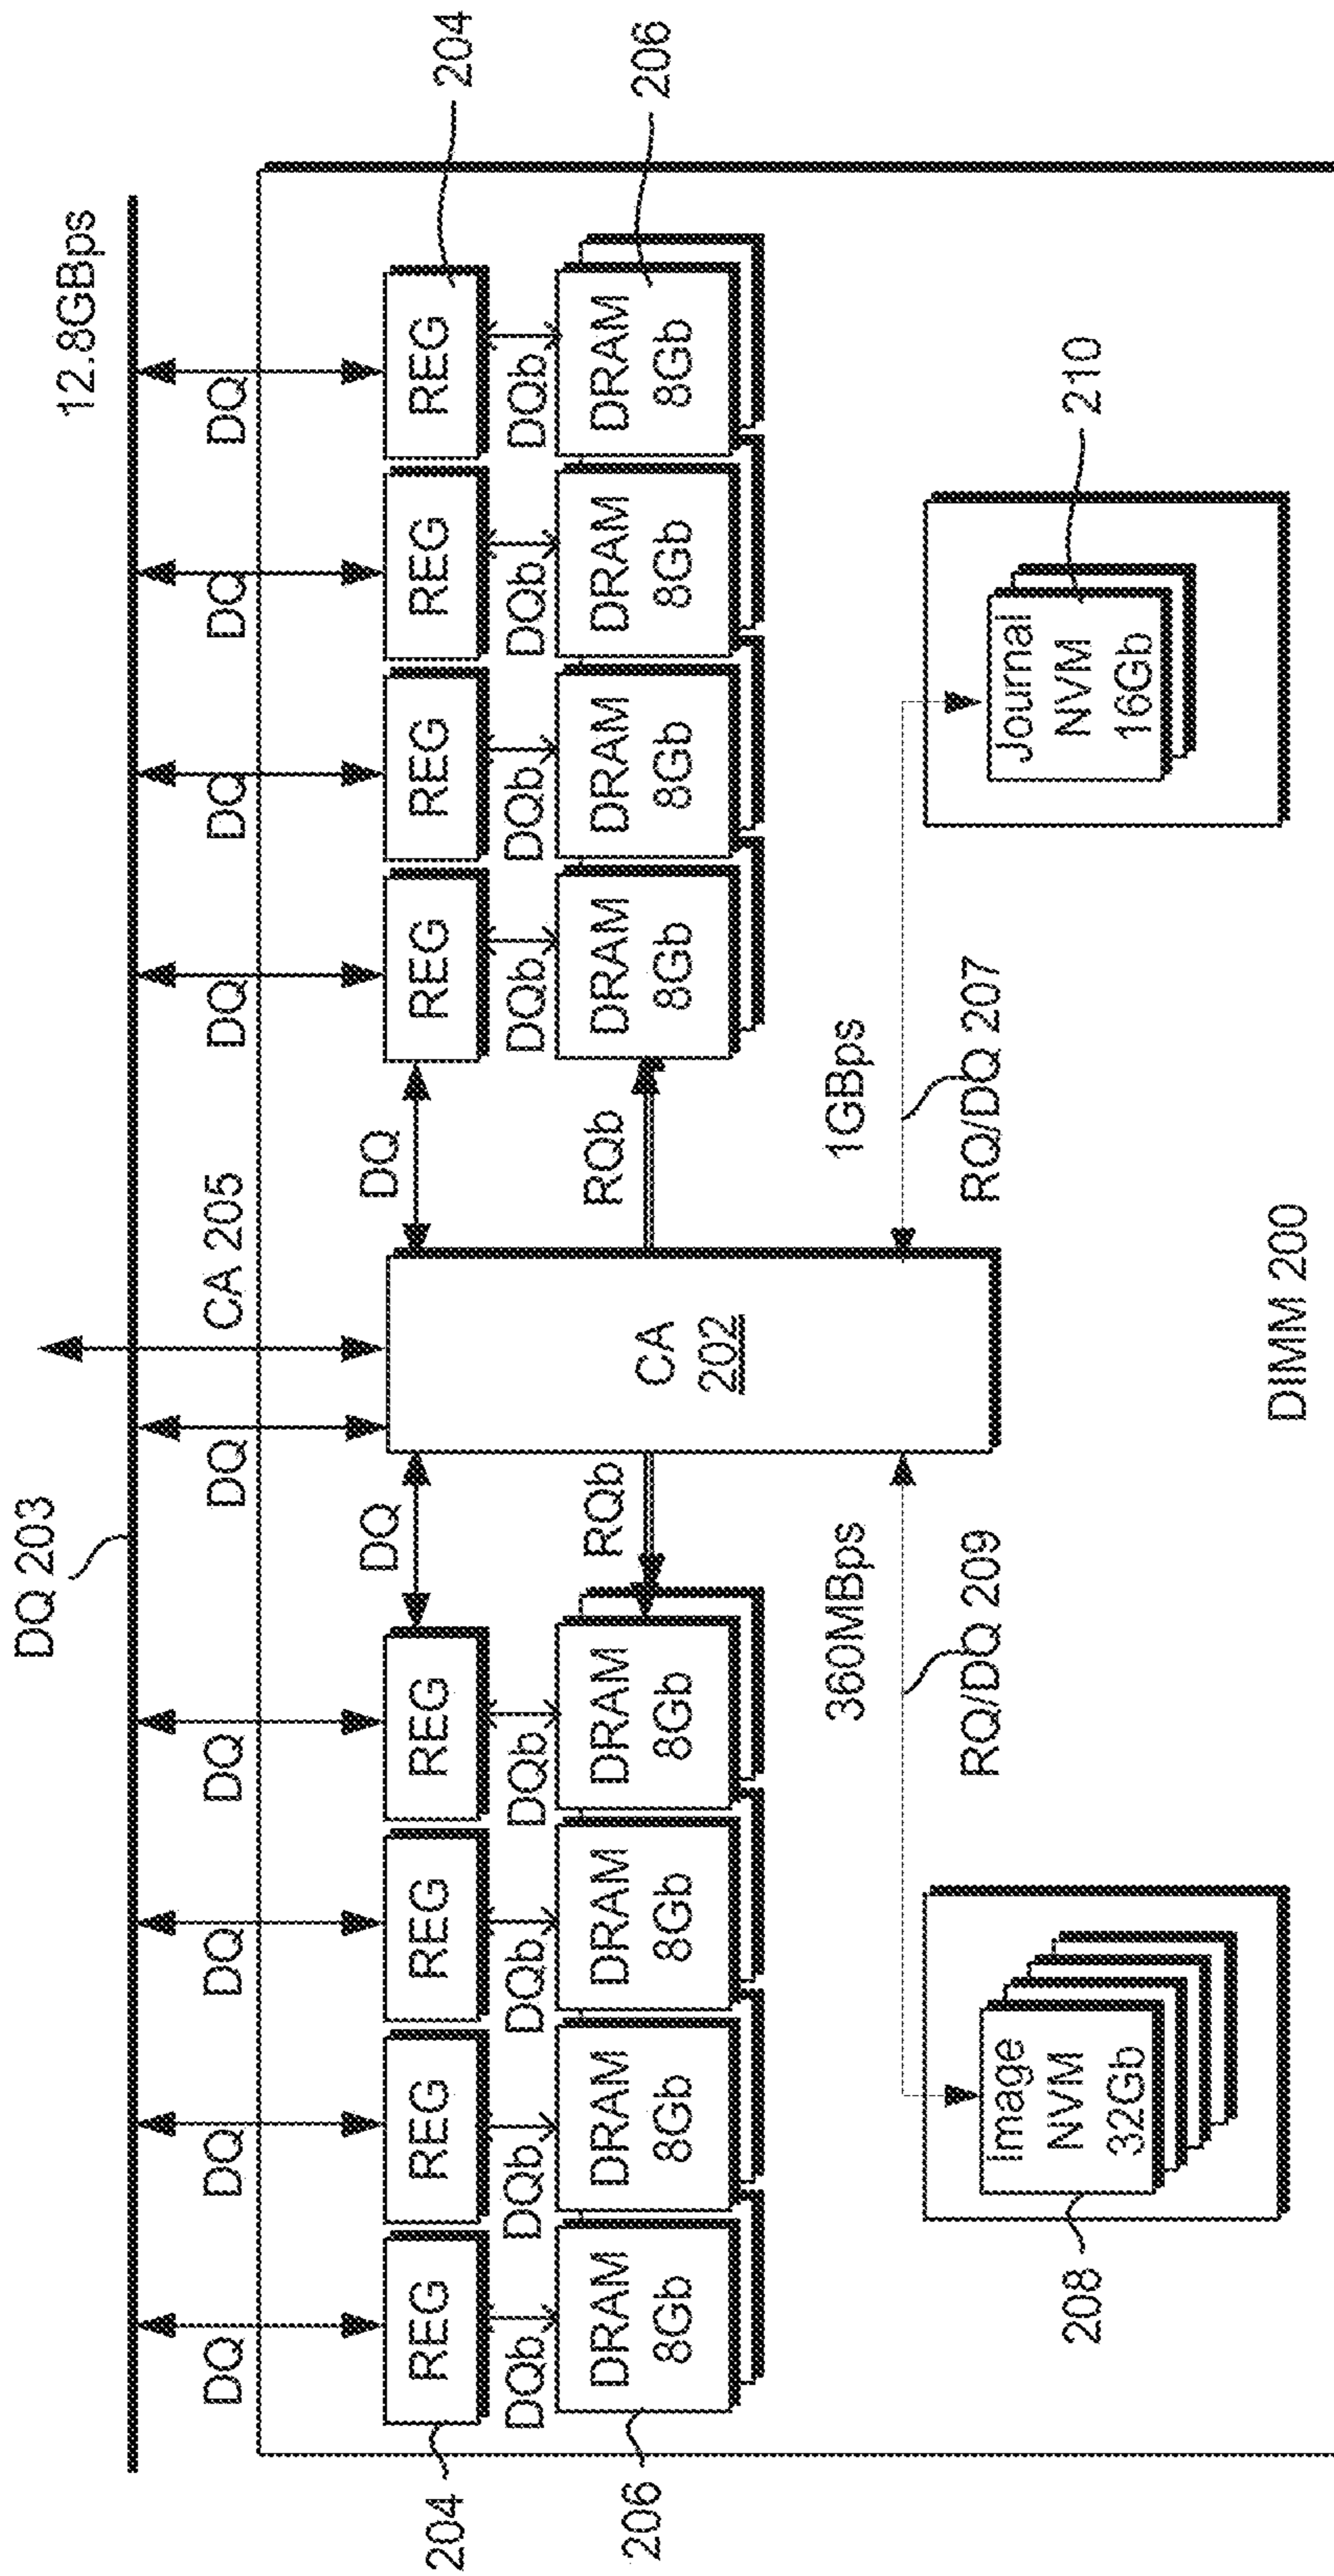 DQ 203
CA 205
12.8GBps
DQ
DQ
DQ
DQ
DQ
DQ
DQ
DQ
DQ
204
REG
REG
REG
REG
DQ
DQ
REG
REG
REG
REG
204
DQb
DQb
DQb
DQb
DQb
DQb
DQb
DQb
206
DRAM
8Gb
DRAM
8Gb
DRAM
8Gb
DRAM
8Gb
RQb
CA
202
RQb
DRAM
8Gb
DRAM
8Gb
DRAM
8Gb
DRAM
8Gb
206
360MBps
1GBps
RQ/DQ 209
RQ/DQ 207
208
Image
NVM
32Gb
Journal
NVM
16Gb
210
DIMM 200